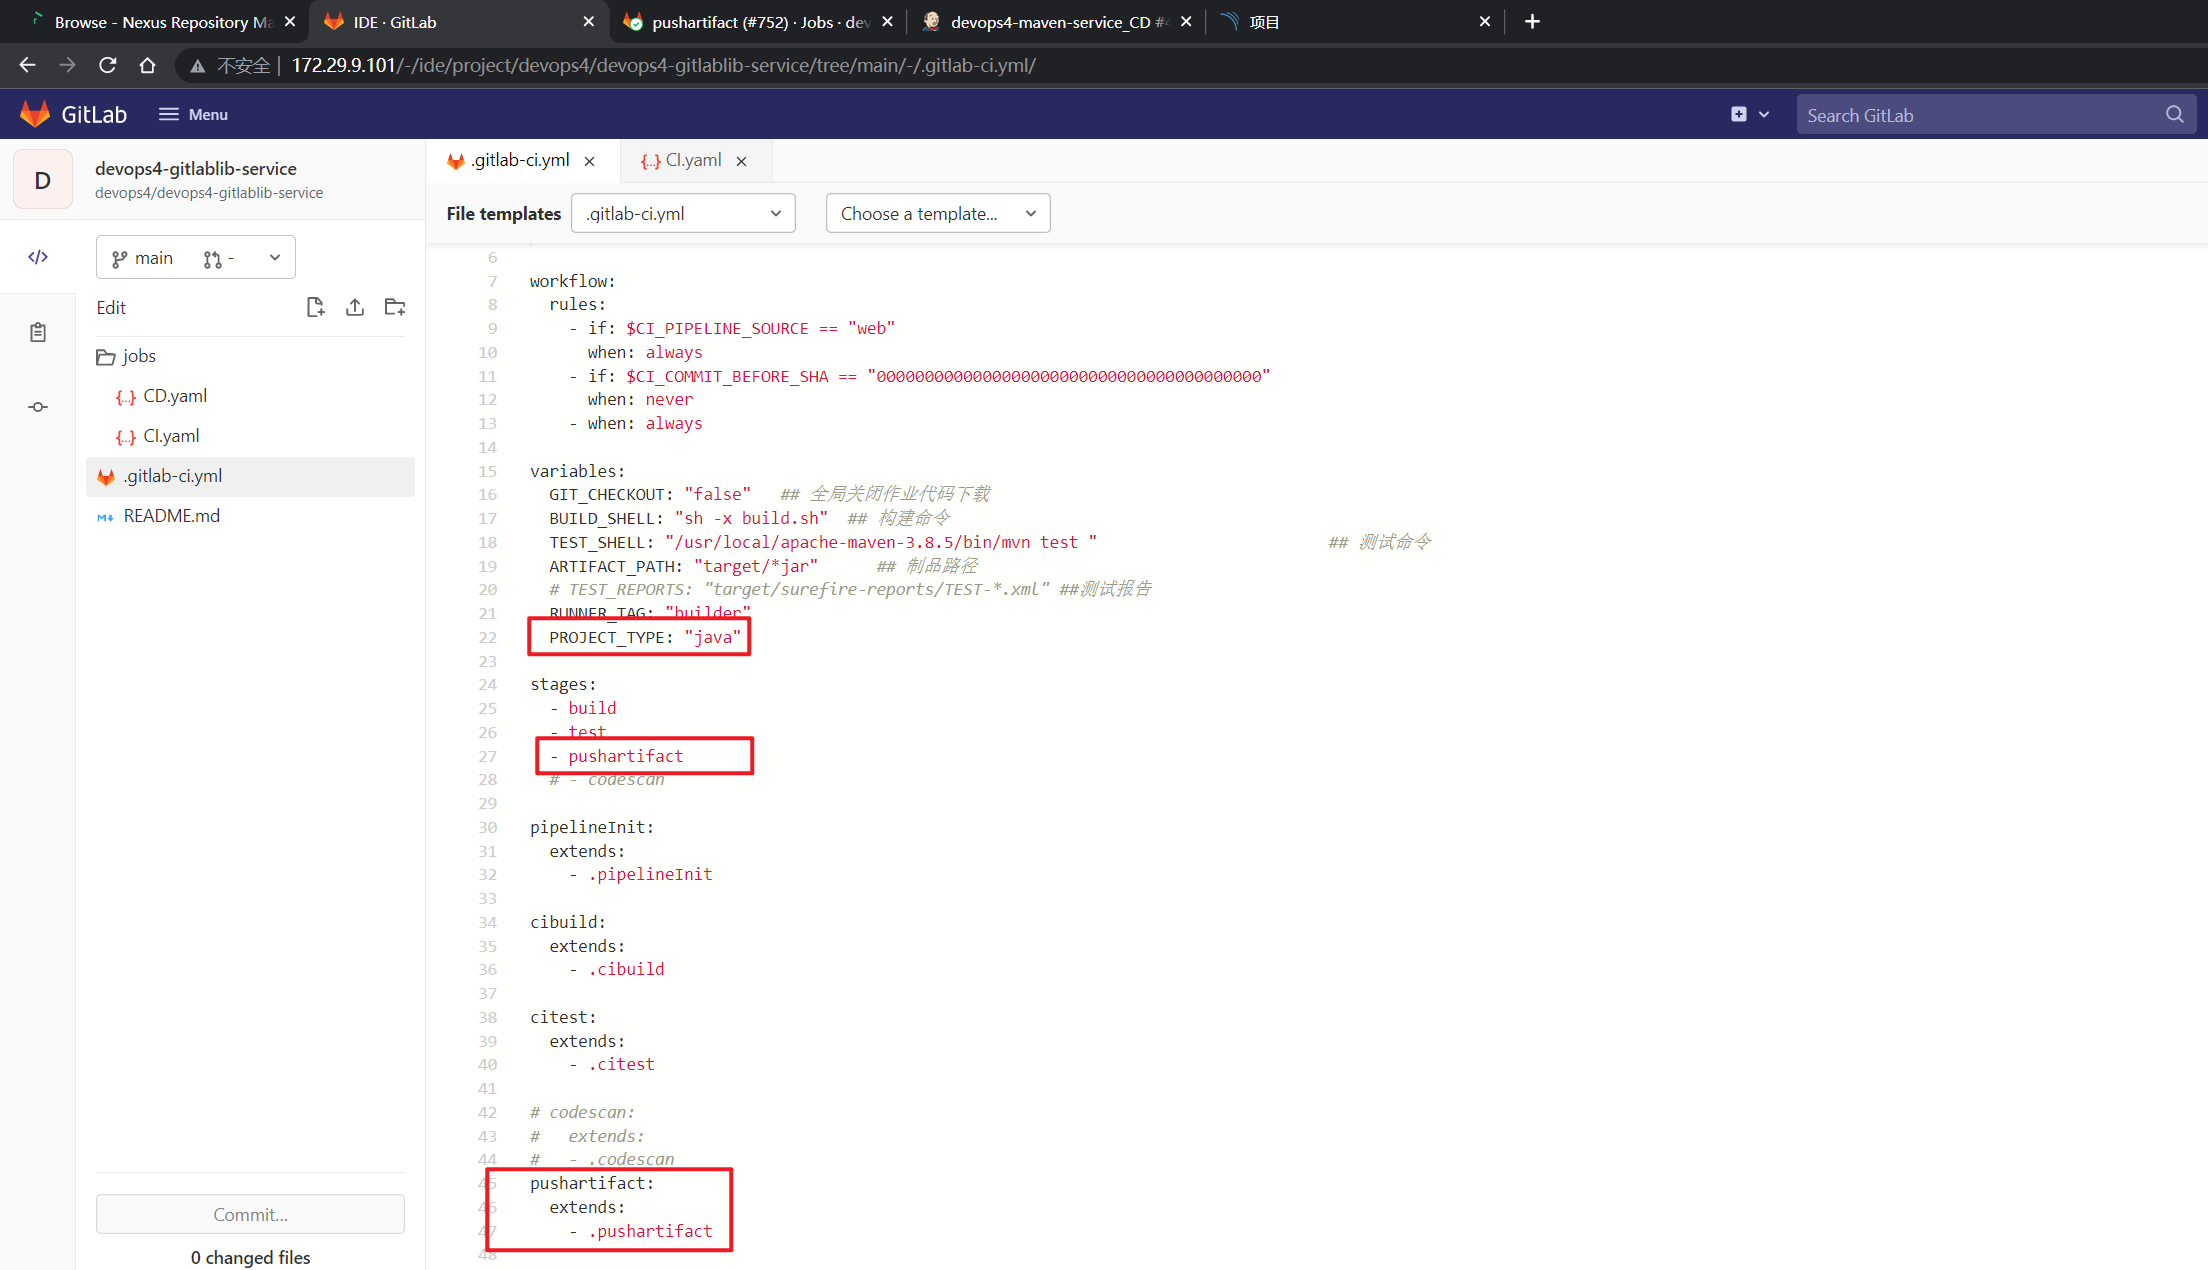 Browse - Nexus Repository Ma
IDE · GitLab
pushartifact (#752) · Jobs · dev
devops4-maven-service_CD #4
项目
不安全 | 172.29.9.101/-/ide/project/devops4/devops4-gitlablib-service/tree/main/-/.gitlab-ci.yml/
GitLab
Menu
Search GitLab
D
devops4-gitlablib-service
devops4/devops4-gitlablib-service
.gitlab-ci.yml
{..} CI.yaml
File templates
.gitlab-ci.yml
Choose a template...
main
-
Edit
jobs
{..} CD.yaml
{..} CI.yaml
.gitlab-ci.yml
README.md
Commit...
0 changed files
6
7 workflow:
8 rules:
9 - if: $CI_PIPELINE_SOURCE == "web"
10 when: always
11 - if: $CI_COMMIT_BEFORE_SHA == "0000000000000000000000000000000000000000"
12 when: never
13 - when: always
14
15 variables:
16 GIT_CHECKOUT: "false" ## 全局关闭作业代码下载
17 BUILD_SHELL: "sh -x build.sh" ## 构建命令
18 TEST_SHELL: "/usr/local/apache-maven-3.8.5/bin/mvn test " ## 测试命令
19 ARTIFACT_PATH: "target/*jar" ## 制品路径
20 # TEST_REPORTS: "target/surefire-reports/TEST-*.xml" ##测试报告
21 RUNNER_TAG: "builder"
22 PROJECT_TYPE: "java"
23
24 stages:
25 - build
26 - test
27 - pushartifact
28 # - codescan
29
30 pipelineInit:
31 extends:
32 - .pipelineInit
33
34 cibuild:
35 extends:
36 - .cibuild
37
38 citest:
39 extends:
40 - .citest
41
42 # codescan:
43 # extends:
44 # - .codescan
45 pushartifact:
46 extends:
47 - .pushartifact
48